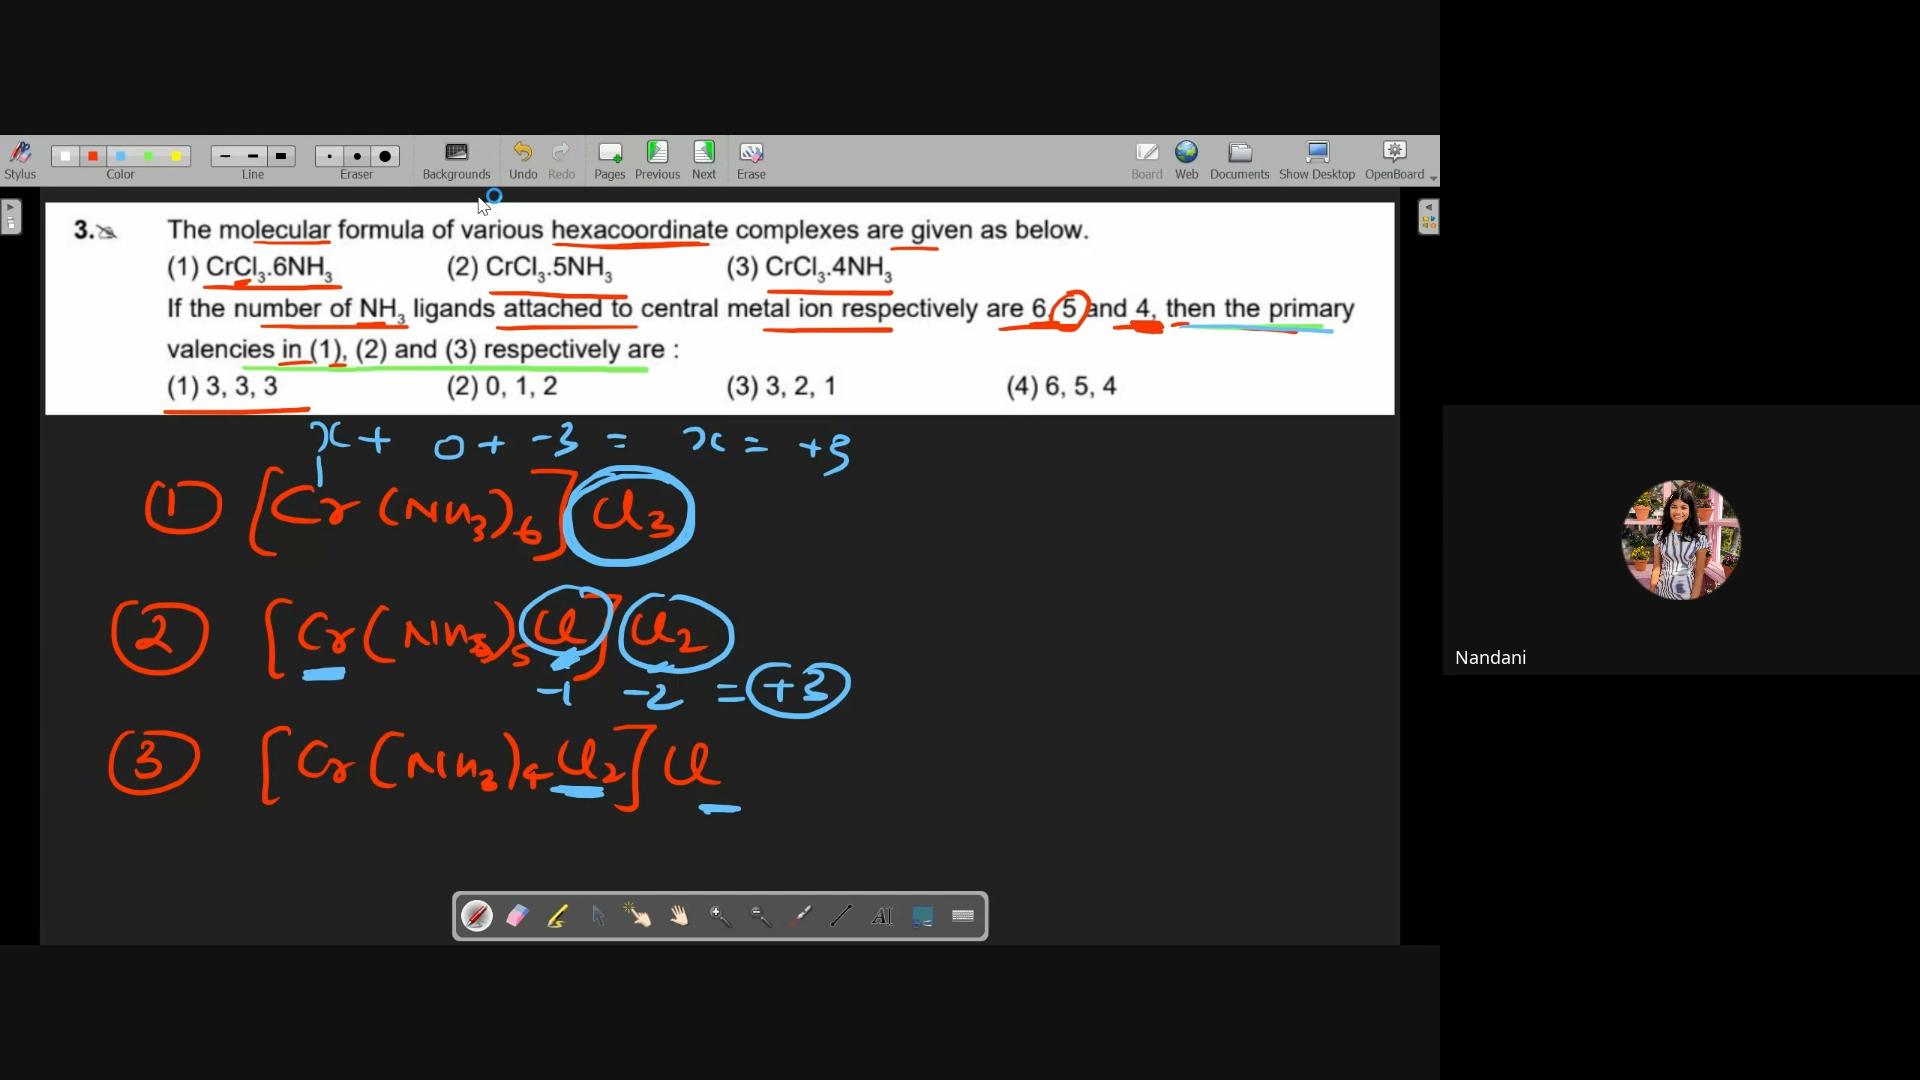 Stylus Color Line Eraser Backgrounds Undo Redo Pages Previous Next Erase Board Web Documents Show Desktop OpenBoard
3. The molecular formula of various hexacoordinate complexes are given as below.
(1) CrCl₃.6NH₃ (2) CrCl₃.5NH₃ (3) CrCl₃.4NH₃
If the number of NH₃ ligands attached to central metal ion respectively are 6, 5 and 4, then the primary
valencies in (1), (2) and (3) respectively are :
(1) 3, 3, 3 (2) 0, 1, 2 (3) 3, 2, 1 (4) 6, 5, 4
x + 0 + -3 = x = +3
1 [Cr(NH₃)₆]Cl₃
2 [Cr(NH₃)₅Cl]Cl₂
-1 -2 = +3
3 [Cr(NH₃)₄Cl₂]Cl
Nandani